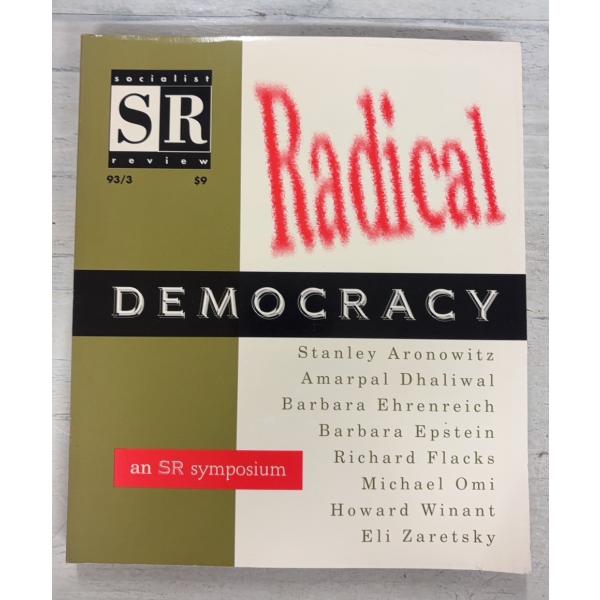 socialist
SR
review
93/3 $9
Radical
DEMOCRACY
Stanley Aronowitz
Amarpal Dhaliwal
Barbara Ehrenreich
Barbara Epstein
Richard Flacks
Michael Omi
Howard Winant
Eli Zaretsky
an SR symposium